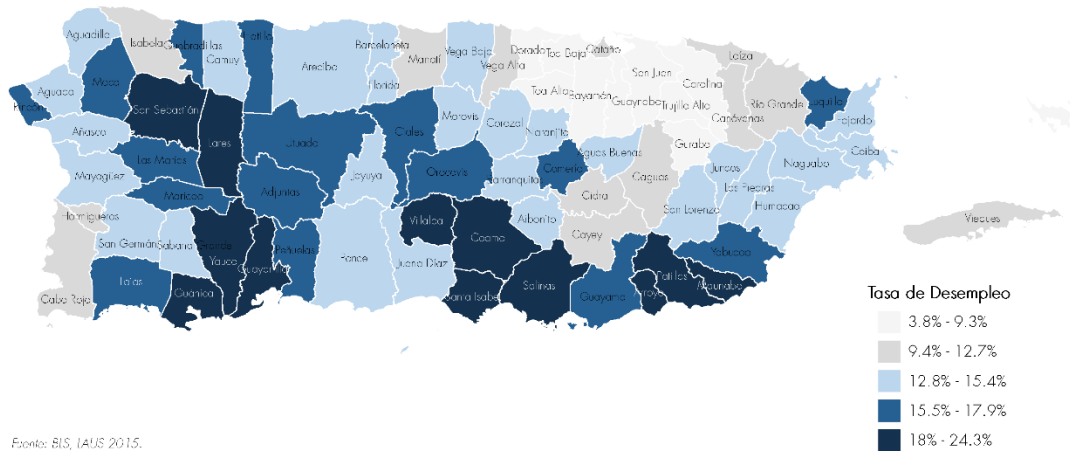 Aguadilla
Isabela
Quebradillas
Camuy
Hatillo
Arecibo
Barceloneta
Florida
Manatí
Vega Baja
Vega Alta
Dorado
Toa Baja
Cataño
Toa Alta
Bayamón
San Juan
Guaynabo
Carolina
Trujillo Alto
Loíza
Canóvanas
Río Grande
Luquillo
Fajardo
Ceiba
Aguada
Moca
Rincón
San Sebastián
Añasco
Lares
Utuado
Ciales
Morovis
Corozal
Naranjito
Aguas Buenas
Gurabo
Caguas
Juncos
Naguabo
Las Piedras
Humacao
San Lorenzo
Mayagüez
Las Marías
Maricao
Adjuntas
Jayuya
Orocovis
Barranquitas
Comerío
Cidra
Cayey
Aibonito
Hormigueros
San Germán
Sabana Grande
Yauco
Guayanilla
Peñuelas
Ponce
Juana Díaz
Villalba
Coamo
Santa Isabel
Salinas
Guayama
Arroyo
Patillas
Maunabo
Yabucoa
Cabo Rojo
Lajas
Guánica
Vieques
Tasa de Desempleo
3.8% - 9.3%
9.4% - 12.7%
12.8% - 15.4%
15.5% - 17.9%
18% - 24.3%
Fuente: BLS, LAUS 2015.